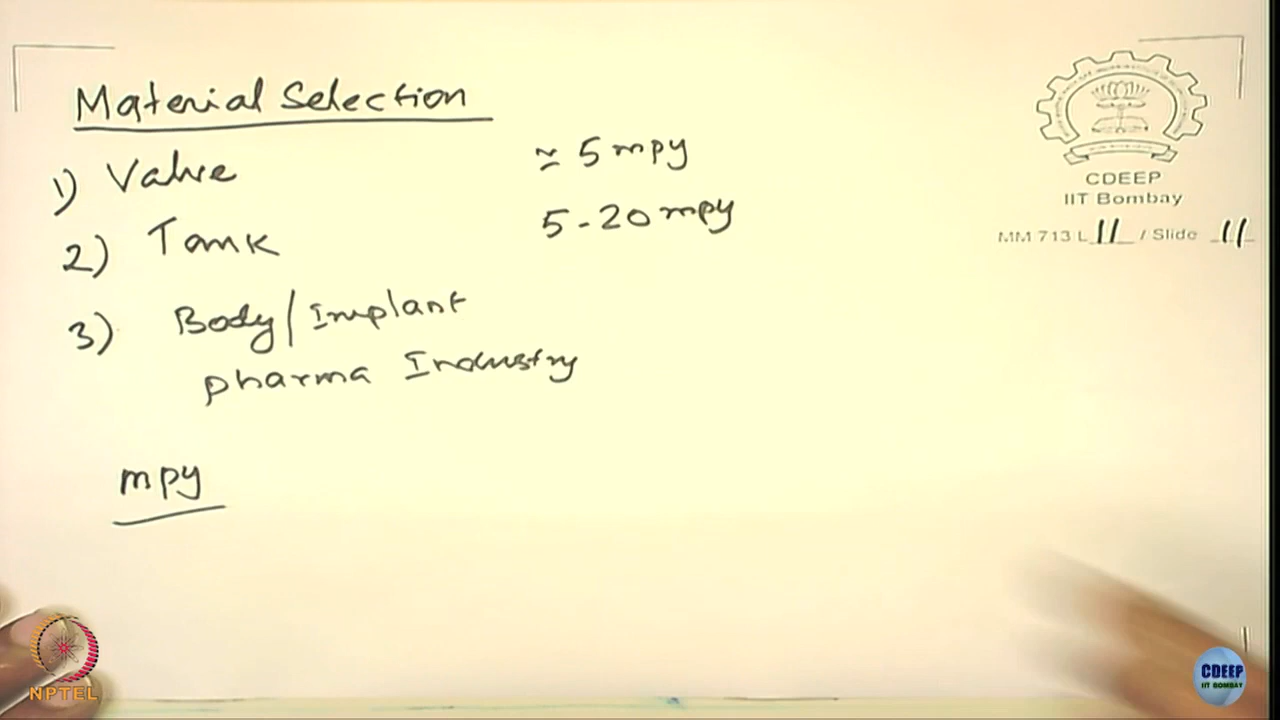 Material Selection
1) Valve
≃ 5 mpy
2) Tank
5 - 20 mpy
3) Body/Implant
pharma Industry
mpy
CDEEP
IIT Bombay
MM 713 L 11 / Slide 11
NPTEL
CDEEP
IIT BOMBAY